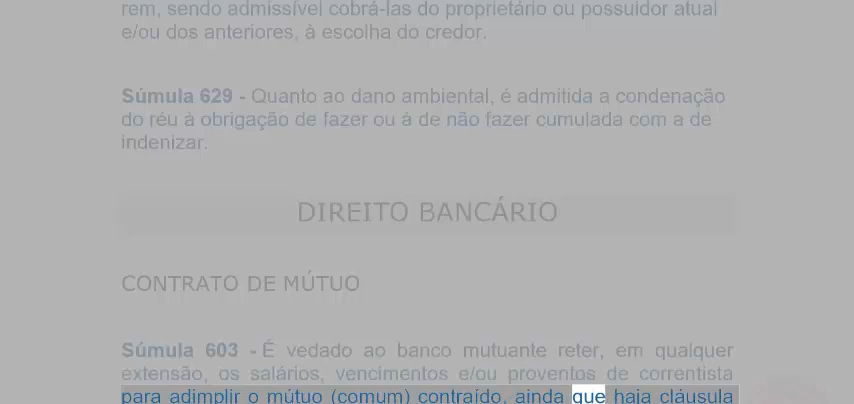 rem, sendo admissível cobrá-las do proprietário ou possuidor atual
e/ou dos anteriores, à escolha do credor.
Súmula 629 - Quanto ao dano ambiental, é admitida a condenação
do réu à obrigação de fazer ou à de não fazer cumulada com a de
indenizar.
DIREITO BANCÁRIO
CONTRATO DE MÚTUO
Súmula 603 - É vedado ao banco mutuante reter, em qualquer
extensão, os salários, vencimentos e/ou proventos de correntista
para adimplir o mútuo (comum) contraído, ainda que haja cláusula